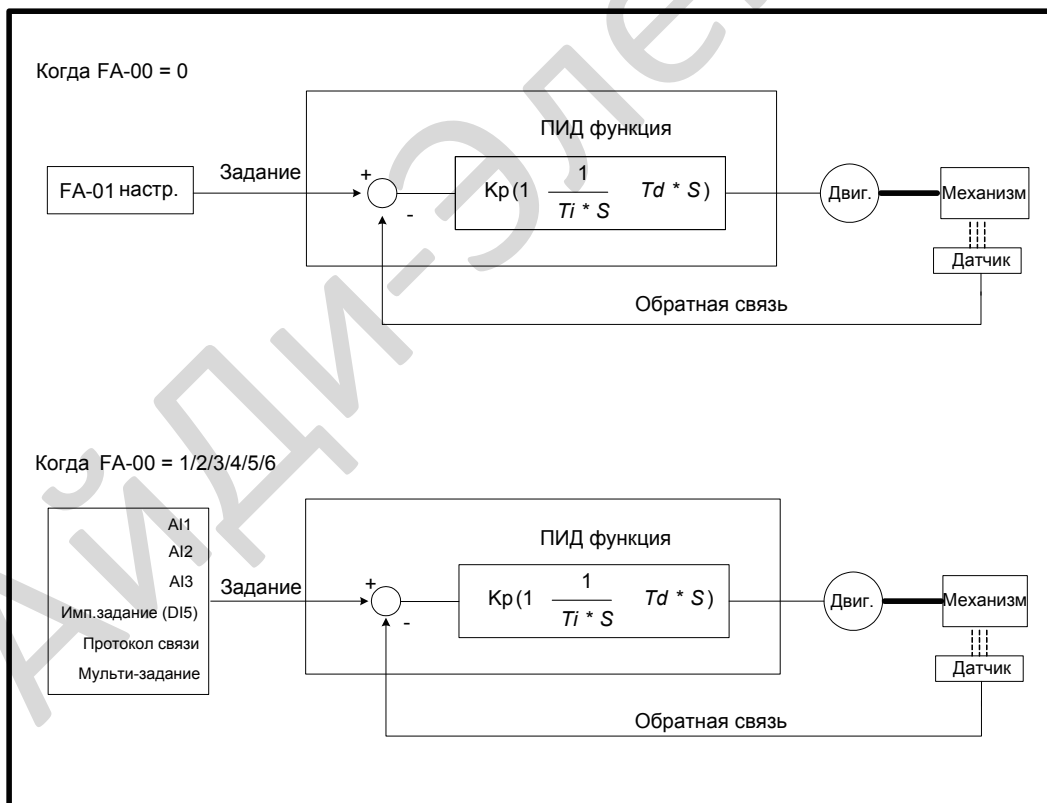 Когда FA-00 = 0
ПИД функция
FA-01 настр.
Задание
+
-
Kp(1 1 / Ti * S Td * S)
Двиг.
Механизм
Датчик
Обратная связь
Когда FA-00 = 1/2/3/4/5/6
AI1
AI2
AI3
Имп.задание (DI5)
Протокол связи
Мульти-задание
Задание
ПИД функция
+
-
Kp(1 1 / Ti * S Td * S)
Двиг.
Механизм
Датчик
Обратная связь
АйДи-Эле